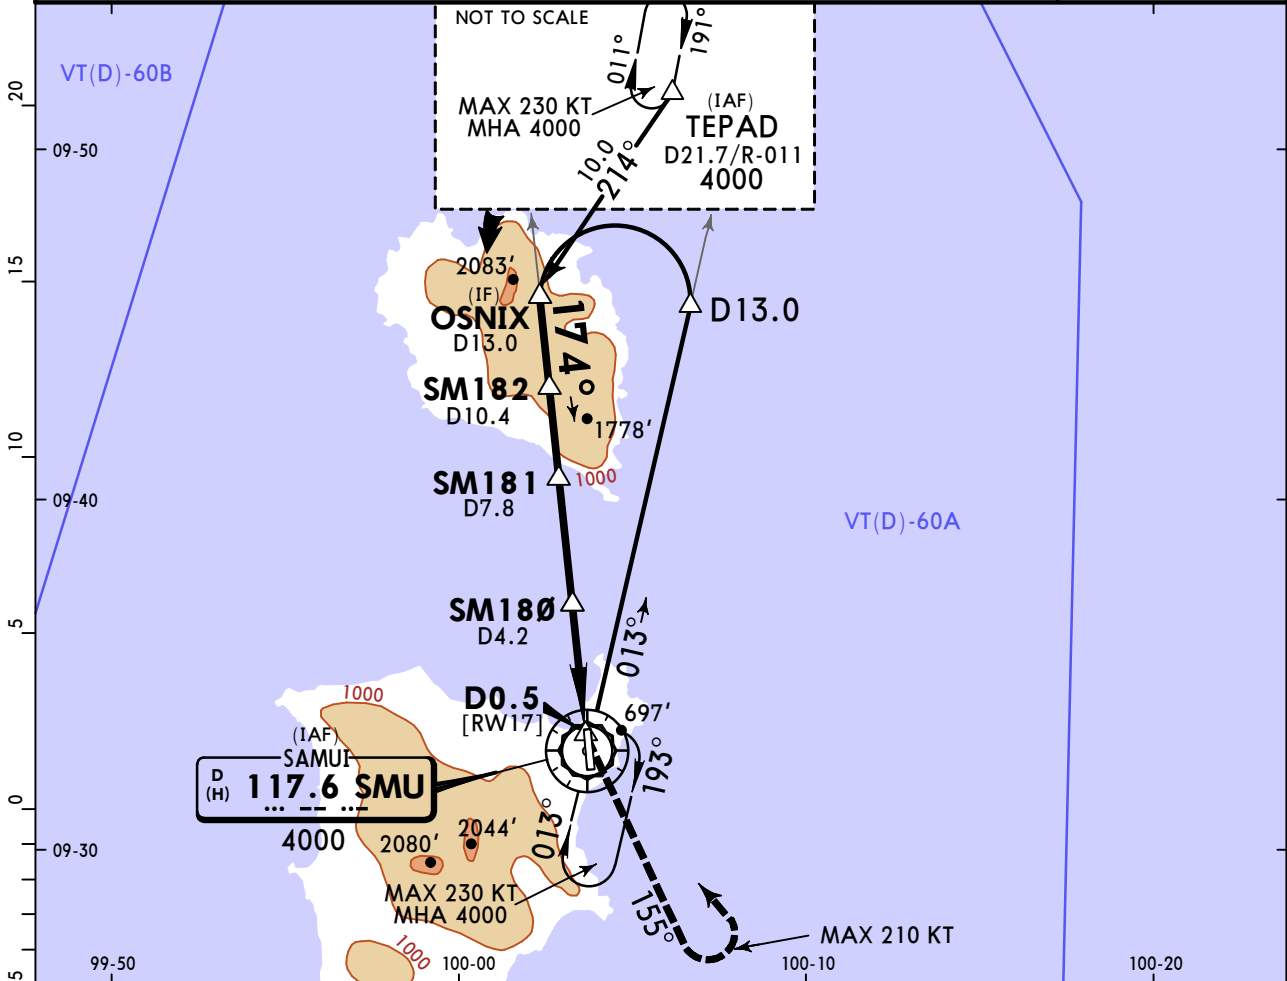 NOT TO SCALE
VT(D)-60B
011°
191°
MAX 230 KT
MHA 4000
(IAF)
TEPAD
D21.7/R-011
4000
10.0
214°
20
09-50
15
2083'
(IF)
OSNIX
D13.0
174°
D13.0
SM182
D10.4
1778'
10
SM181
D7.8
1000
09-40
VT(D)-60A
SM18Ø
D4.2
5
013°
1000
D0.5
[RW17]
697'
(IAF)
SAMUI
D
(H)
117.6 SMU
4000
193°
0
013°
2080'
2044'
09-30
MAX 230 KT
MHA 4000
155°
MAX 210 KT
1000
5
99-50
100-00
100-10
100-20